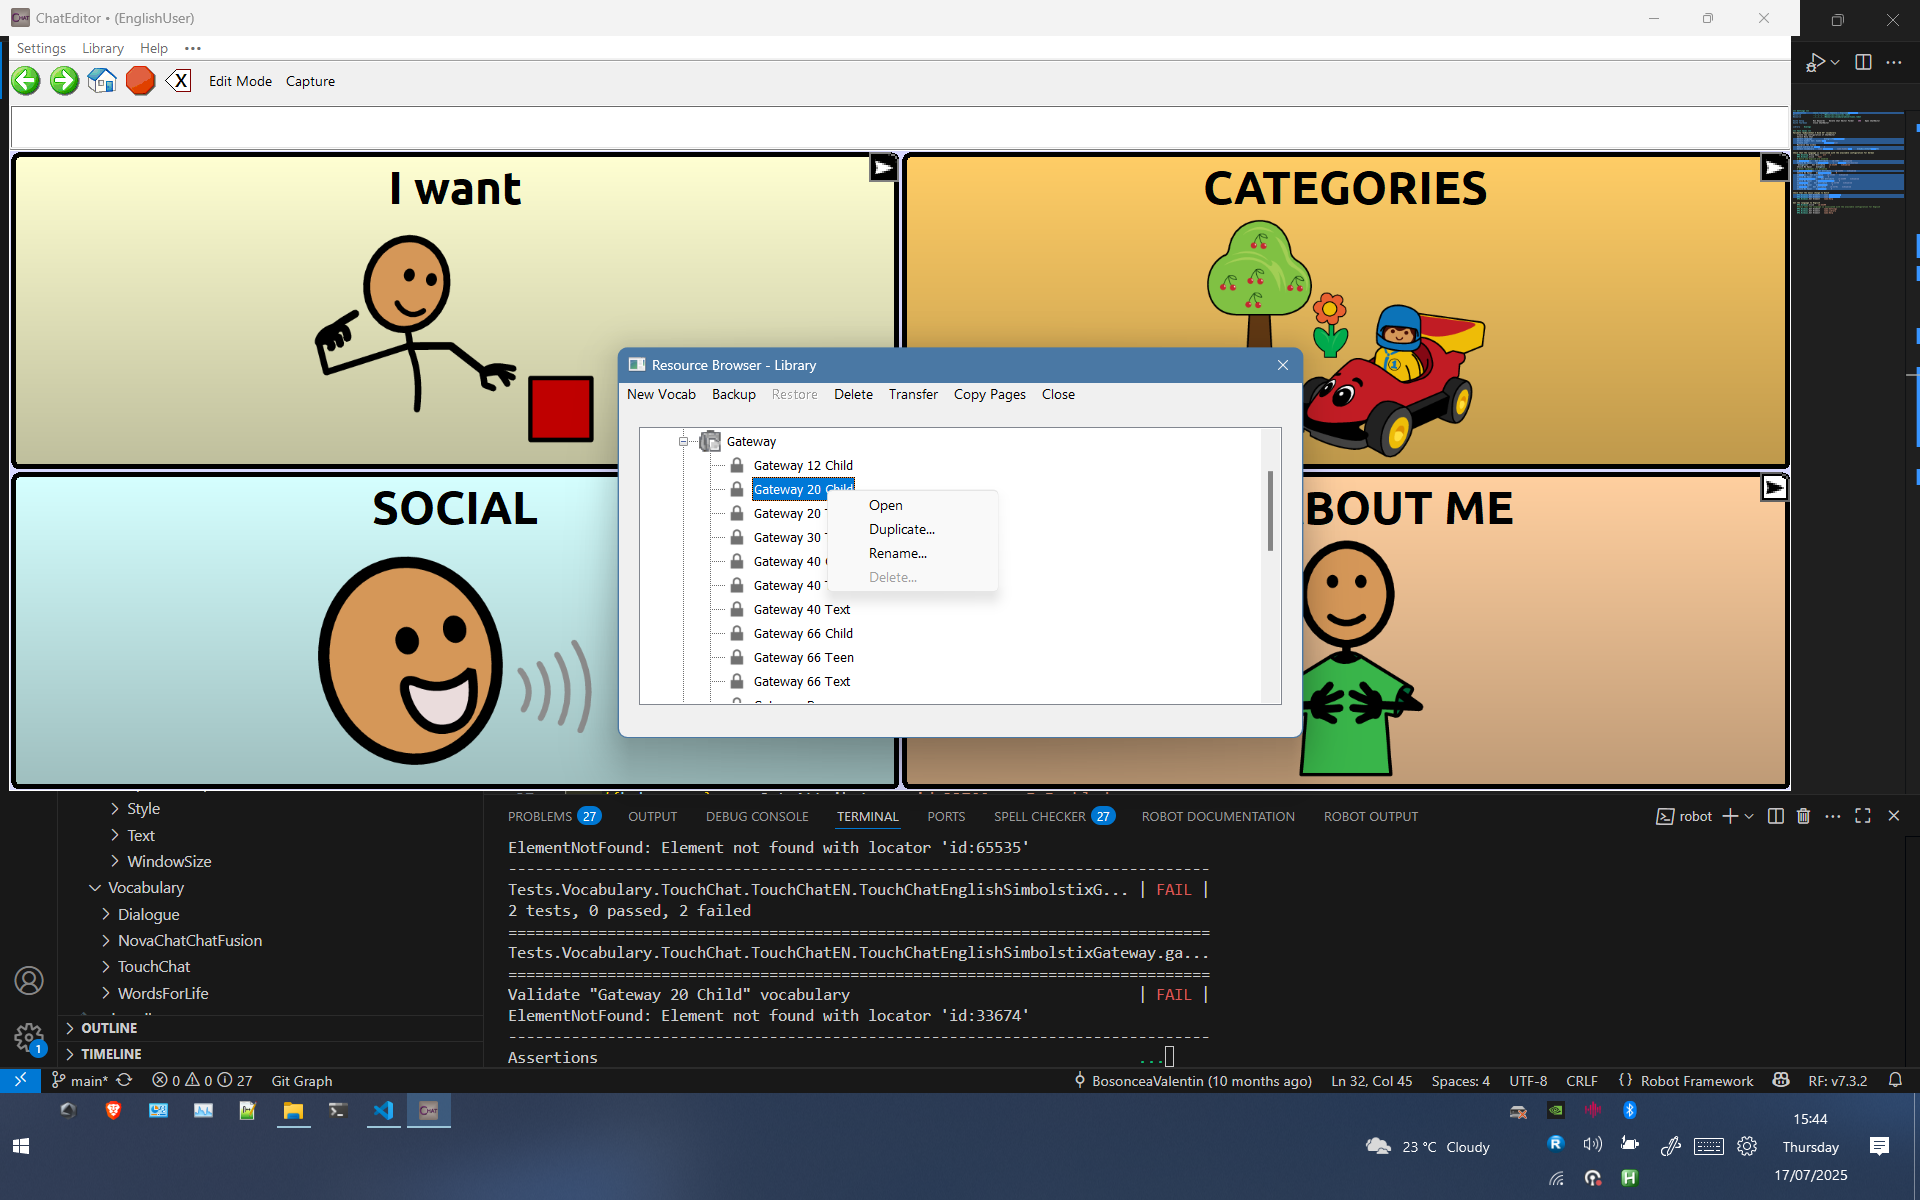 ChatEditor • (EnglishUser)
Settings Library Help •••
Edit Mode Capture
I want
CATEGORIES
SOCIAL
BOUT ME
Resource Browser - Library
New Vocab Backup Restore Delete Transfer Copy Pages Close
Gateway
Gateway 12 Child
Gateway 20 Child
Gateway 20
Gateway 30
Gateway 40
Gateway 40
Gateway 40 Text
Gateway 66 Child
Gateway 66 Teen
Gateway 66 Text
Open
Duplicate...
Rename...
Delete...
Style
Text
WindowSize
Vocabulary
Dialogue
NovaChatChatFusion
TouchChat
WordsForLife
OUTLINE
TIMELINE
PROBLEMS 27 OUTPUT DEBUG CONSOLE TERMINAL PORTS SPELL CHECKER 27 ROBOT DOCUMENTATION ROBOT OUTPUT
robot
ElementNotFound: Element not found with locator 'id:65535'
------------------------------------------------------------------------------
Tests.Vocabulary.TouchChat.TouchChatEN.TouchChatEnglishSimbolstixG... | FAIL |
2 tests, 0 passed, 2 failed
==============================================================================
Tests.Vocabulary.TouchChat.TouchChatEN.TouchChatEnglishSimbolstixGateway.ga...
==============================================================================
Validate "Gateway 20 Child" vocabulary | FAIL |
ElementNotFound: Element not found with locator 'id:33674'
------------------------------------------------------------------------------
Assertions ...
1
main* 0 0 27 Git Graph
BosonceaValentin (10 months ago) Ln 32, Col 45 Spaces: 4 UTF-8 CRLF {} Robot Framework RF: v7.3.2
CHAT
23 °C Cloudy
15:44
Thursday
17/07/2025